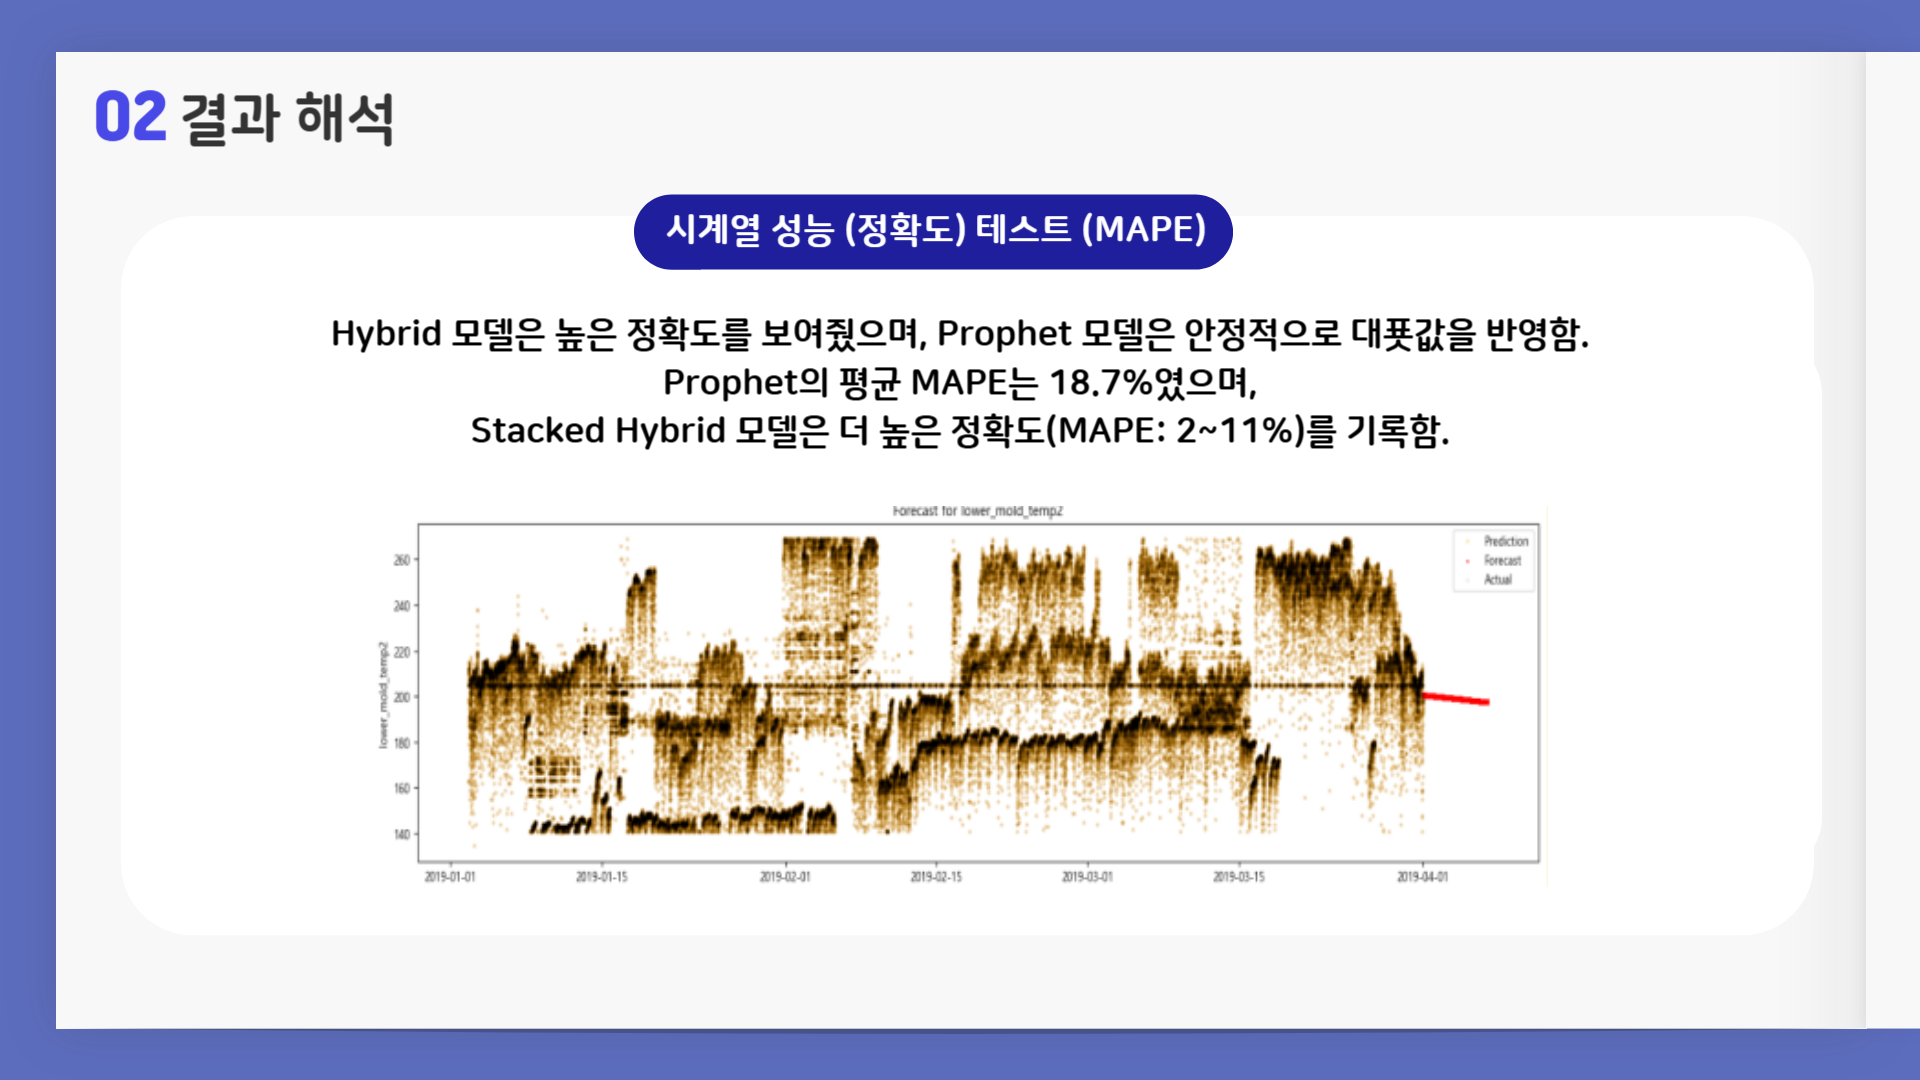 02 결과 해석
시계열 성능 (정확도) 테스트 (MAPE)
Hybrid 모델은 높은 정확도를 보여줬으며, Prophet 모델은 안정적으로 대푯값을 반영함.
Prophet의 평균 MAPE는 18.7%였으며,
Stacked Hybrid 모델은 더 높은 정확도(MAPE: 2~11%)를 기록함.
Forecast for lower_mold_temp2
Prediction
Forecast
Actual
lower_mold_temp2
260
240
220
200
180
160
140
2019-01-01 2019-01-15 2019-02-01 2019-02-15 2019-03-01 2019-03-15 2019-04-01